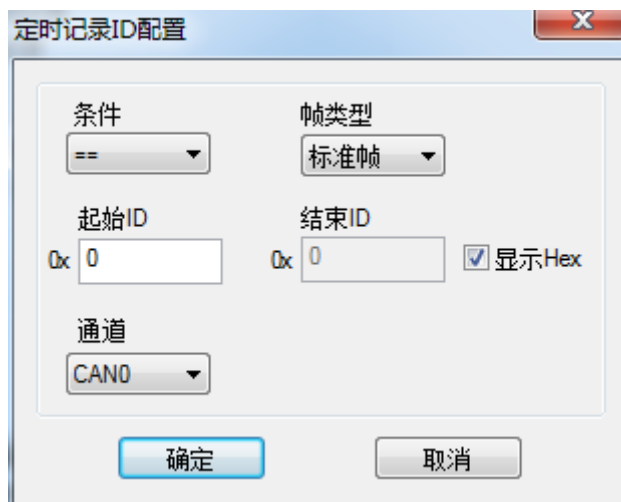 定时记录ID配置
条件 帧类型
== 标准帧
起始ID 结束ID
0x 0 0x 0 显示Hex
通道
CAN0
确定 取消